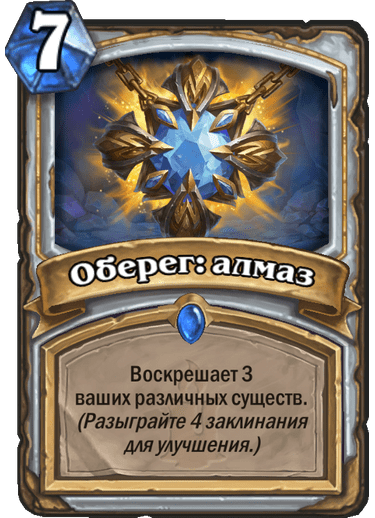 7
Оберег: алмаз
Воскрешает 3
ваших различных существ.
(Разыграйте 4 заклинания
для улучшения.)